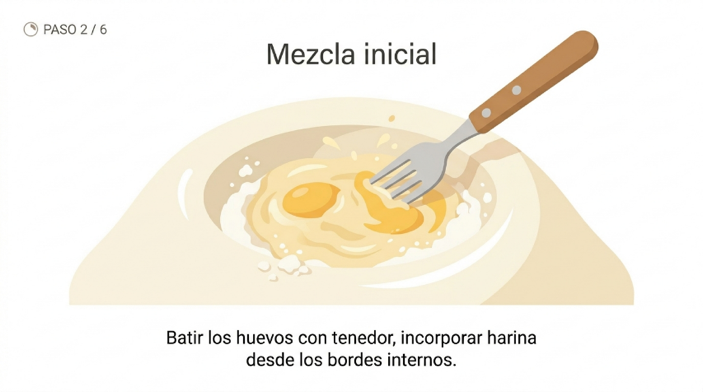 PASO 2 / 6
Mezcla inicial
Batir los huevos con tenedor, incorporar harina
desde los bordes internos.